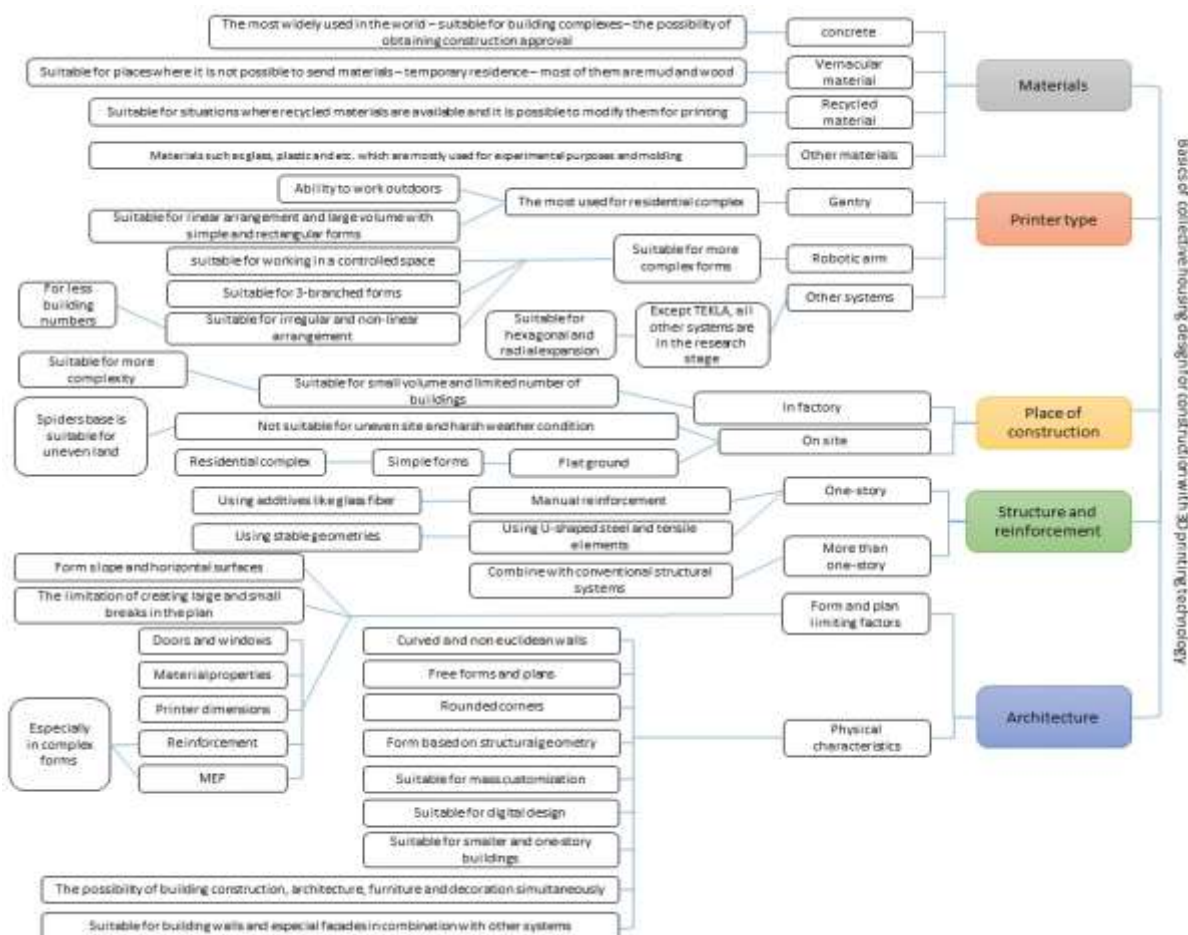 The most widely used in the world – suitable for building complexes – the possibility of
obtaining construction approval
concrete
Suitable for places where it is not possible to send materials – temporary residence – most of them are mud and wood
Vernacular
material
Materials
Suitable for situations where recycled materials are available and it is possible to modify them for printing
Recycled
material
Materials such as glass, plastic and etc. which are mostly used for experimental purposes and molding
Other materials
Ability to work outdoors
The most used for residential complex
Gantry
Suitable for linear arrangement and large volume with
simple and rectangular forms
Printer type
suitable for working in a controlled space
Suitable for more
complex forms
Robotic arm
Suitable for 3-branched forms
For less
building
numbers
Suitable for irregular and non-linear
arrangement
Other systems
Except TEKLA, all
other systems are
in the research
stage
Suitable for
hexagonal and
radial expansion
Suitable for more
complexity
Suitable for small volume and limited number of
buildings
In factory
Place of
construction
Spiders base is
suitable for
uneven land
Not suitable for uneven site and harsh weather condition
On site
Residential complex
Simple forms
Flat ground
Using additives like glass fiber
Manual reinforcement
One-story
Structure and
reinforcement
Using stable geometries
Using U-shaped steel and tensile
elements
More than
one-story
Combine with conventional structural
systems
Form slope and horizontal surfaces
The limitation of creating large and small
breaks in the plan
Form and plan
limiting factors
Doors and windows
Material properties
Printer dimensions
Reinforcement
MEP
Especially
in complex
forms
Curved and non euclidean walls
Free forms and plans
Rounded corners
Form based on structural geometry
Physical
characteristics
Architecture
Suitable for mass customization
Suitable for digital design
Suitable for smaller and one-story
buildings
The possibility of building construction, architecture, furniture and decoration simultaneously
Suitable for building walls and especial facades in combination with other systems
Basics of collective housing design for construction with 3D printing technology